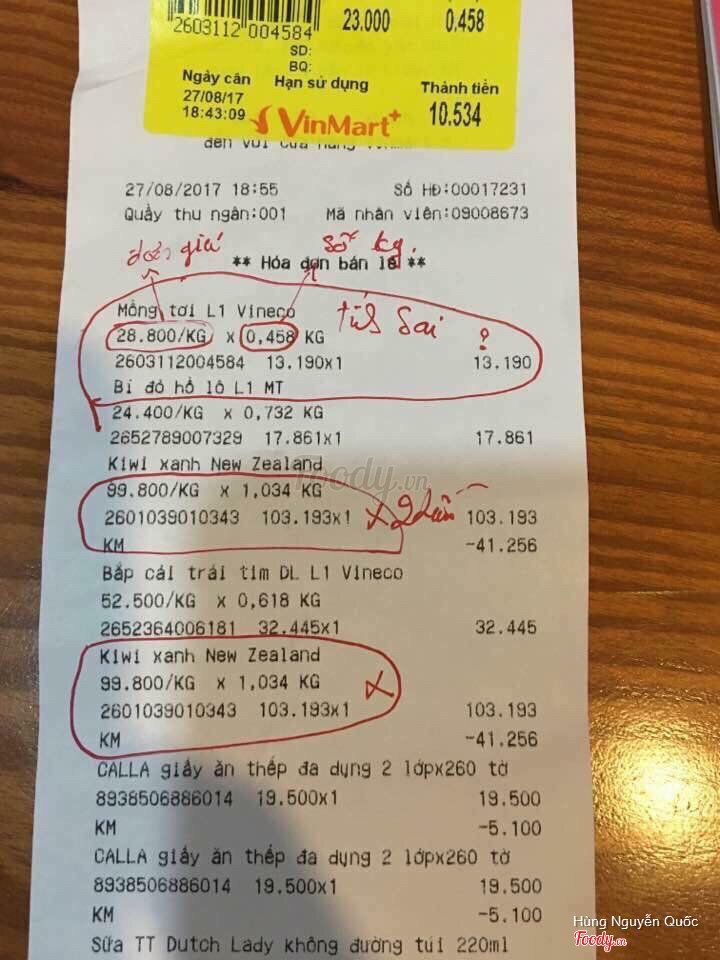 2603112 004584 23.000 0,458
SD:
BQ:
Ngày cân Hạn sử dụng Thành tiền
27/08/17
18:43:09 VinMart+ 10.534
27/08/2017 18:55 Số HĐ:00017231
Quầy thu ngân:001 Mã nhân viên:09008673
đơn giá số kg.
** Hóa đơn bán lẻ **
Mồng tơi L1 Vineco
28.800/KG x 0,458 KG tính sai ?
2603112004584 13.190x1 13.190
Bí đỏ hồ lô L1 MT
24.400/KG x 0,732 KG
2652789007329 17.861x1 17.861
Kiwi xanh New Zealand
Foody.vn
99.800/KG x 1,034 KG
2601039010343 103.193x1 x 2 lần 103.193
KM -41.256
Bắp cải trái tim DL L1 Vineco
52.500/KG x 0,618 KG
2652364006181 32.445x1 32.445
Kiwi xanh New Zealand
99.800/KG x 1,034 KG x
2601039010343 103.193x1 103.193
KM -41.256
CALLA giấy ăn thếp đa dụng 2 lớpx260 tờ
8938506886014 19.500x1 19.500
KM -5.100
CALLA giấy ăn thếp đa dụng 2 lớpx260 tờ
8938506886014 19.500x1 19.500
KM -5.100
Sữa TT Dutch Lady không đường túi 220ml
Hùng Nguyễn Quốc
Foody.vn